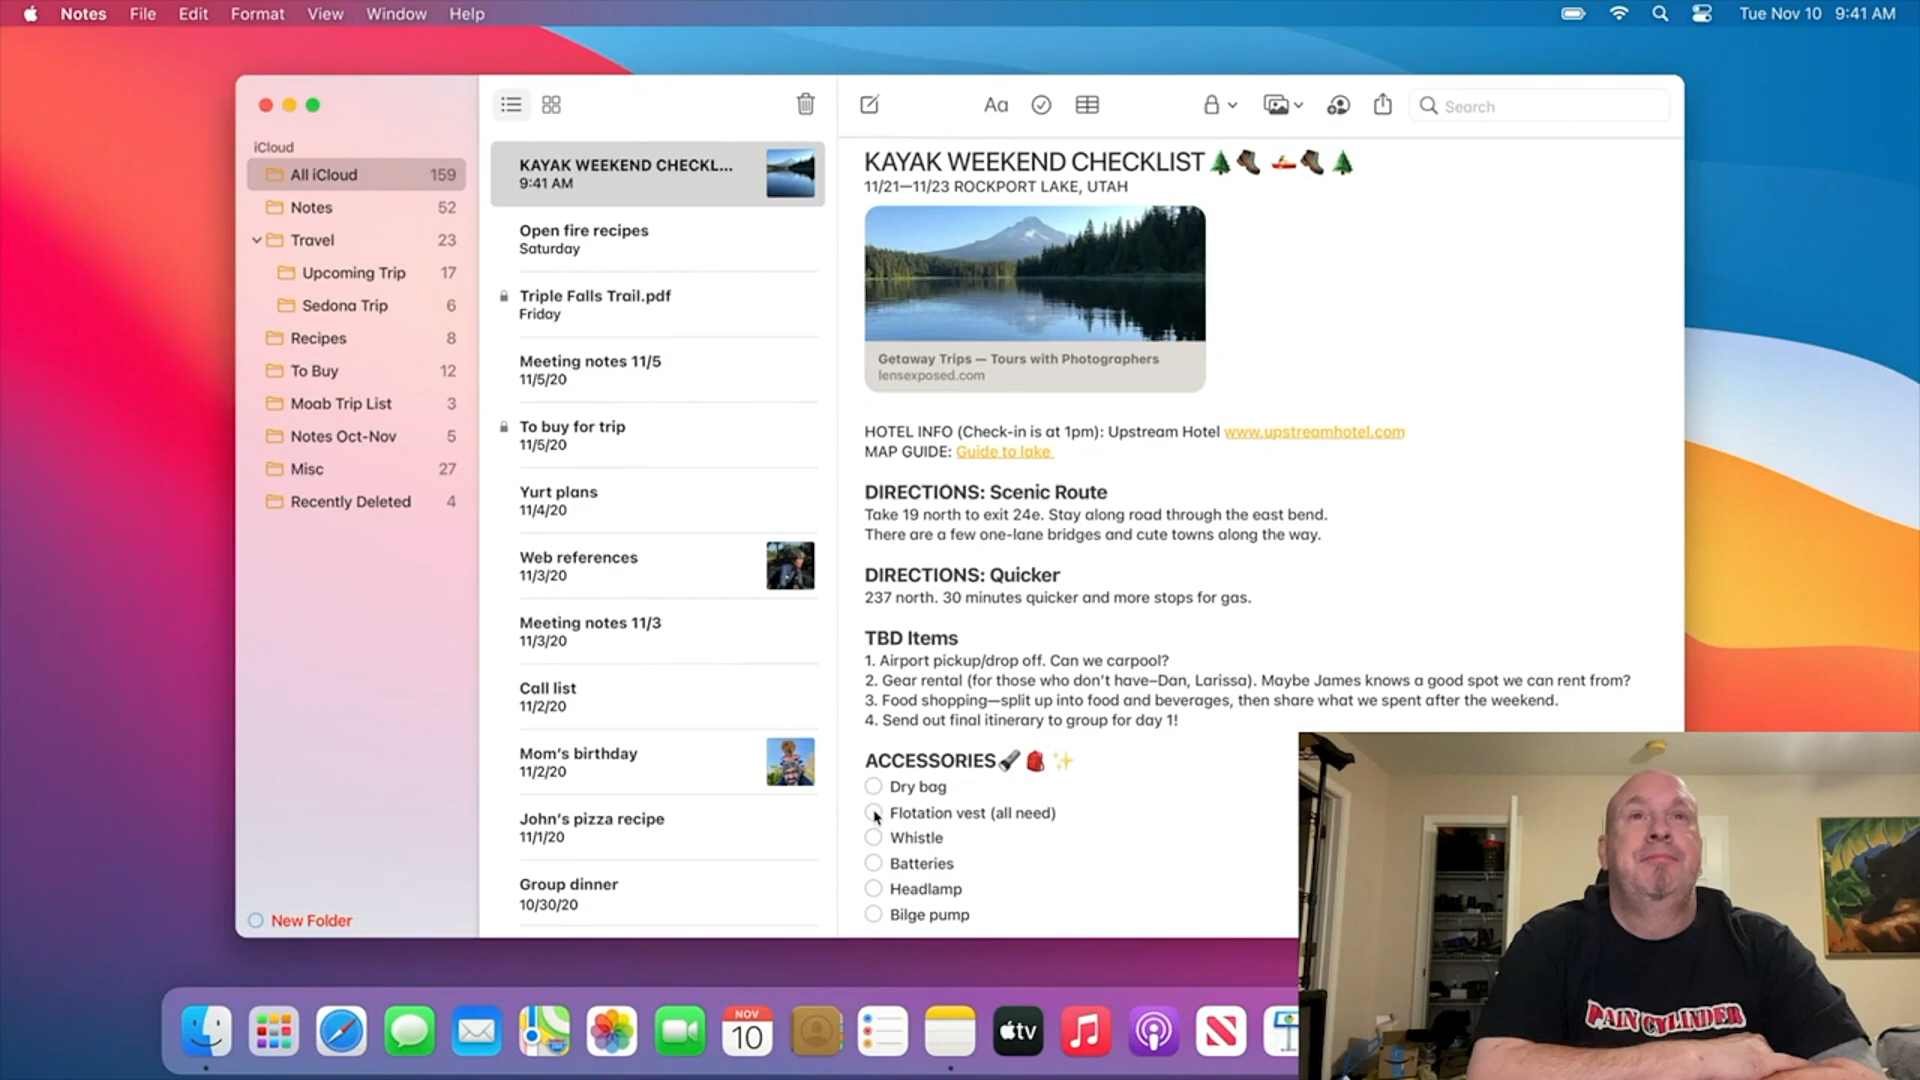 Notes File Edit Format View Window Help
Tue Nov 10 9:41 AM
iCloud
All iCloud 159
Notes 52
Travel 23
Upcoming Trip 17
Sedona Trip 6
Recipes 8
To Buy 12
Moab Trip List 3
Notes Oct-Nov 5
Misc 27
Recently Deleted 4
New Folder
KAYAK WEEKEND CHECKL...
9:41 AM
Open fire recipes
Saturday
Triple Falls Trail.pdf
Friday
Meeting notes 11/5
11/5/20
To buy for trip
11/5/20
Yurt plans
11/4/20
Web references
11/3/20
Meeting notes 11/3
11/3/20
Call list
11/2/20
Mom's birthday
11/2/20
John's pizza recipe
11/1/20
Group dinner
10/30/20
Aa
Search
KAYAK WEEKEND CHECKLIST🌲🥾 🚣🥾🌲
11/21—11/23 ROCKPORT LAKE, UTAH
Getaway Trips — Tours with Photographers
lensexposed.com
HOTEL INFO (Check-in is at 1pm): Upstream Hotel www.upstreamhotel.com
MAP GUIDE: Guide to lake
DIRECTIONS: Scenic Route
Take 19 north to exit 24e. Stay along road through the east bend.
There are a few one-lane bridges and cute towns along the way.
DIRECTIONS: Quicker
237 north. 30 minutes quicker and more stops for gas.
TBD Items
1. Airport pickup/drop off. Can we carpool?
2. Gear rental (for those who don't have–Dan, Larissa). Maybe James knows a good spot we can rent from?
3. Food shopping—split up into food and beverages, then share what we spent after the weekend.
4. Send out final itinerary to group for day 1!
ACCESSORIES🔦🎒✨
Dry bag
Flotation vest (all need)
Whistle
Batteries
Headlamp
Bilge pump
NOV
10
tv
PAIN CYLINDER